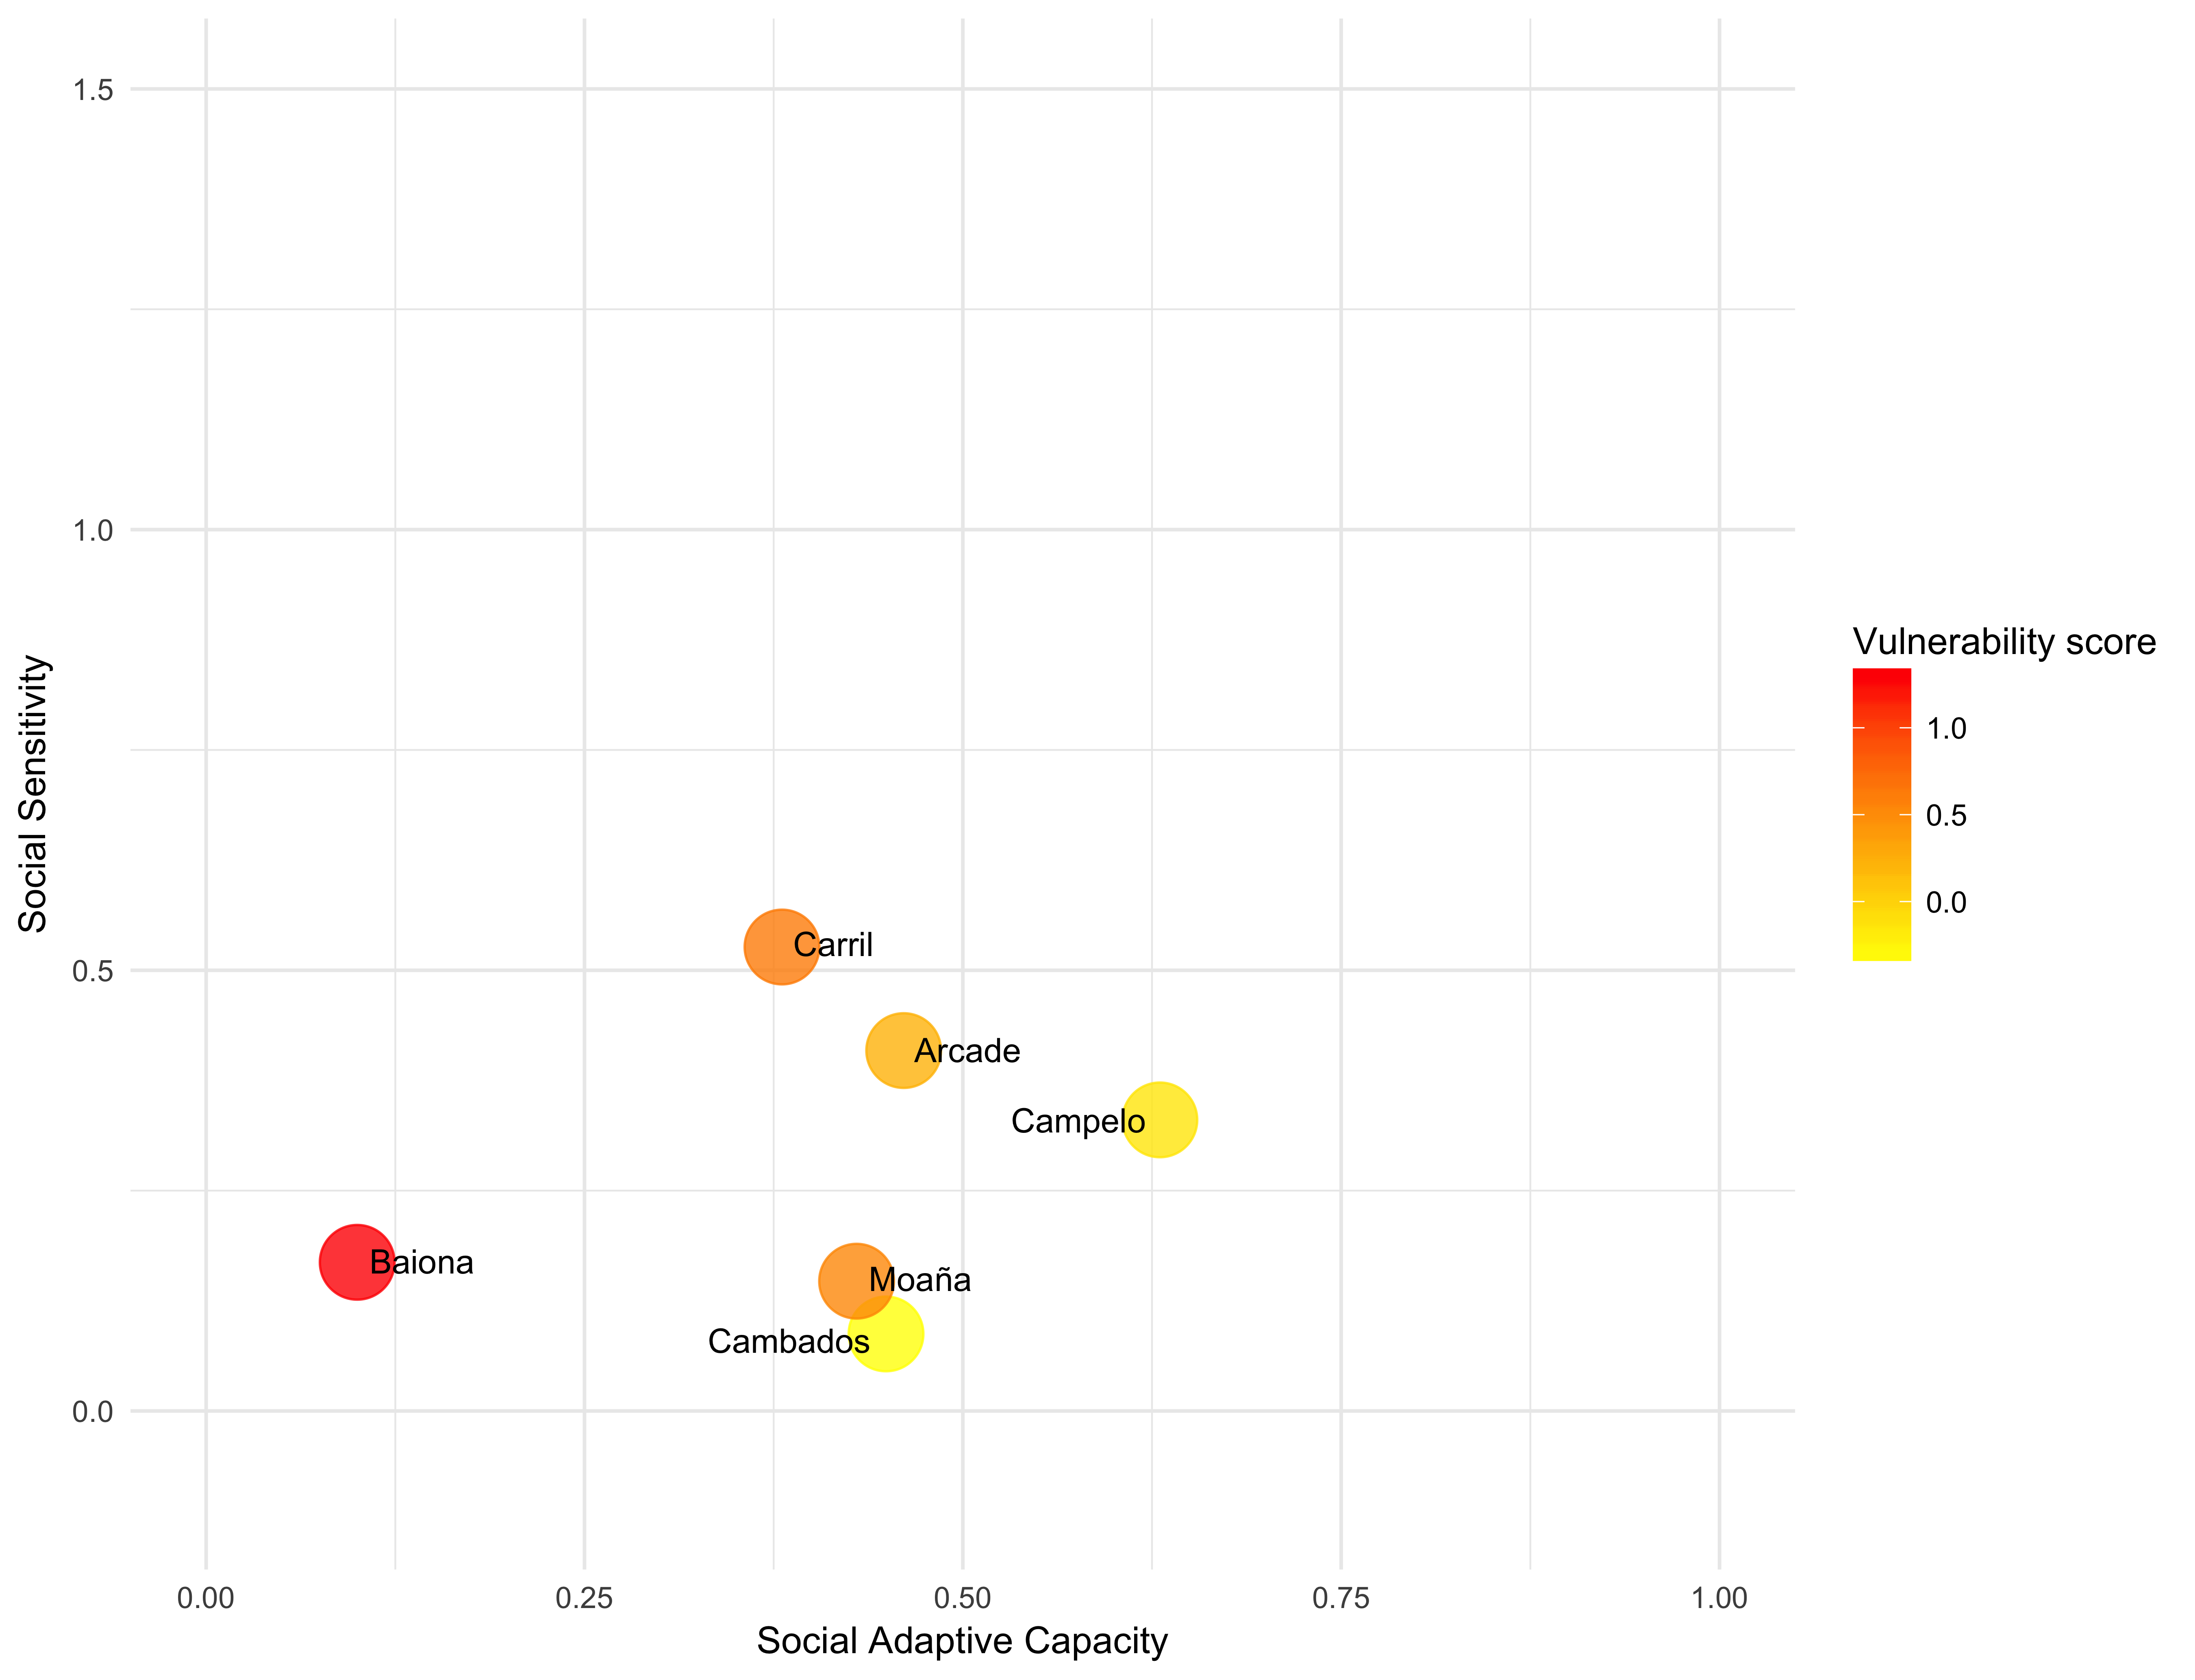 1.5
1.0
0.5
0.0
Social Sensitivity
Carril
Arcade
Campelo
Baiona
Moaña
Cambados
0.00 0.25 0.50 0.75 1.00
Social Adaptive Capacity
Vulnerability score
1.0
0.5
0.0